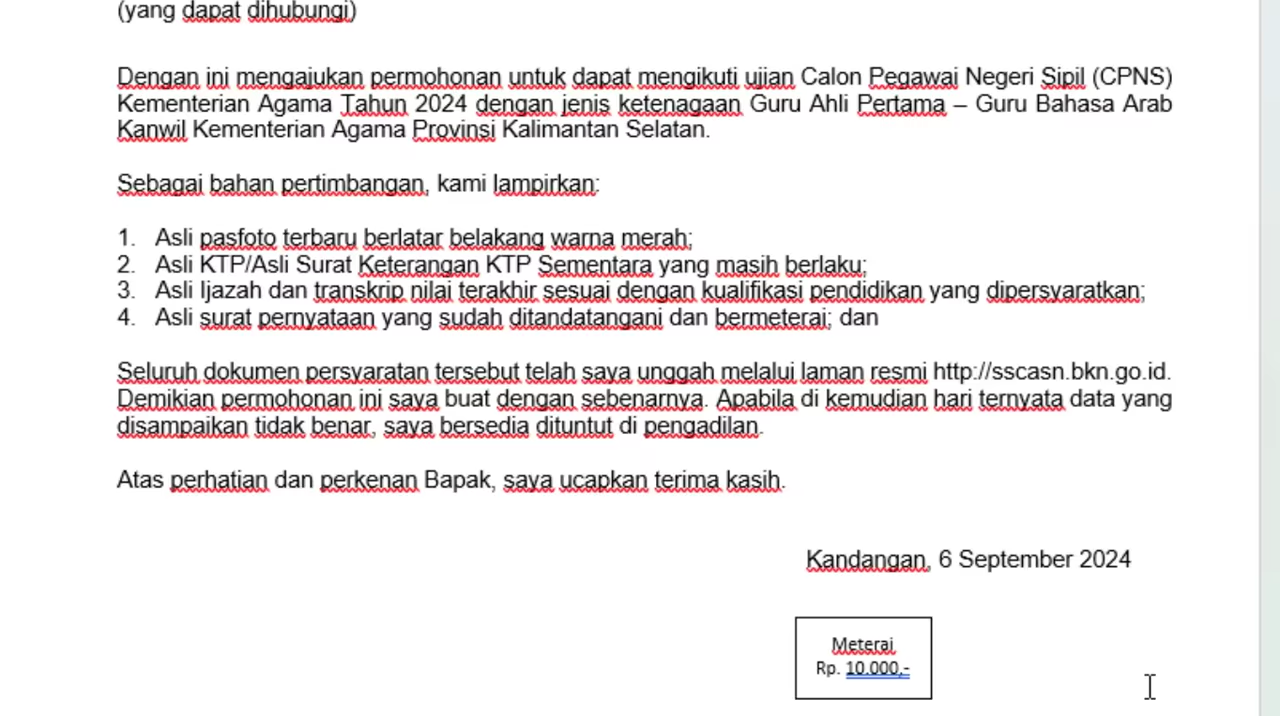 (yang dapat dihubungi)
Dengan ini mengajukan permohonan untuk dapat mengikuti ujian Calon Pegawai Negeri Sipil (CPNS)
Kementerian Agama Tahun 2024 dengan jenis ketenagaan Guru Ahli Pertama – Guru Bahasa Arab
Kanwil Kementerian Agama Provinsi Kalimantan Selatan.
Sebagai bahan pertimbangan, kami lampirkan:
1. Asli pasfoto terbaru berlatar belakang warna merah;
2. Asli KTP/Asli Surat Keterangan KTP Sementara yang masih berlaku;
3. Asli Ijazah dan transkrip nilai terakhir sesuai dengan kualifikasi pendidikan yang dipersyaratkan;
4. Asli surat pernyataan yang sudah ditandatangani dan bermeterai; dan
Seluruh dokumen persyaratan tersebut telah saya unggah melalui laman resmi http://sscasn.bkn.go.id.
Demikian permohonan ini saya buat dengan sebenarnya. Apabila di kemudian hari ternyata data yang
disampaikan tidak benar, saya bersedia dituntut di pengadilan.
Atas perhatian dan perkenan Bapak, saya ucapkan terima kasih.
Kandangan, 6 September 2024
Meterai
Rp. 10.000,-